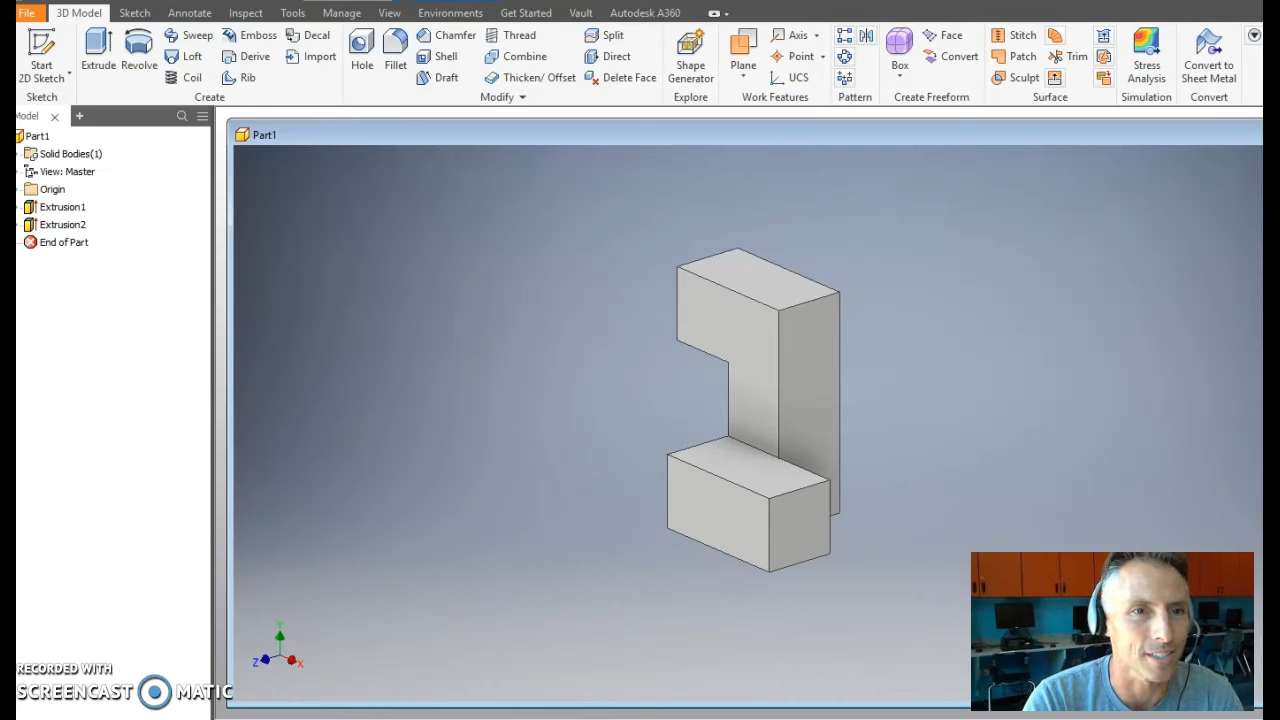 File 3D Model Sketch Annotate Inspect Tools Manage View Environments Get Started Vault Autodesk A360
Start
2D Sketch
Sketch
Extrude
Revolve
Sweep Emboss Decal
Loft Derive Import
Coil Rib
Create
Hole
Fillet
Chamfer Thread Split
Shell Combine Direct
Draft Thicken/ Offset Delete Face
Modify
Shape
Generator
Explore
Plane
Axis
Point
UCS
Work Features
Pattern
Box
Face
Convert
Create Freeform
Stitch
Patch Trim
Sculpt
Surface
Stress
Analysis
Simulation
Convert to
Sheet Metal
Convert
Model
Part1
Solid Bodies(1)
View: Master
Origin
Extrusion1
Extrusion2
End of Part
Part1
Y
Z X
RECORDED WITH
SCREENCAST MATIC